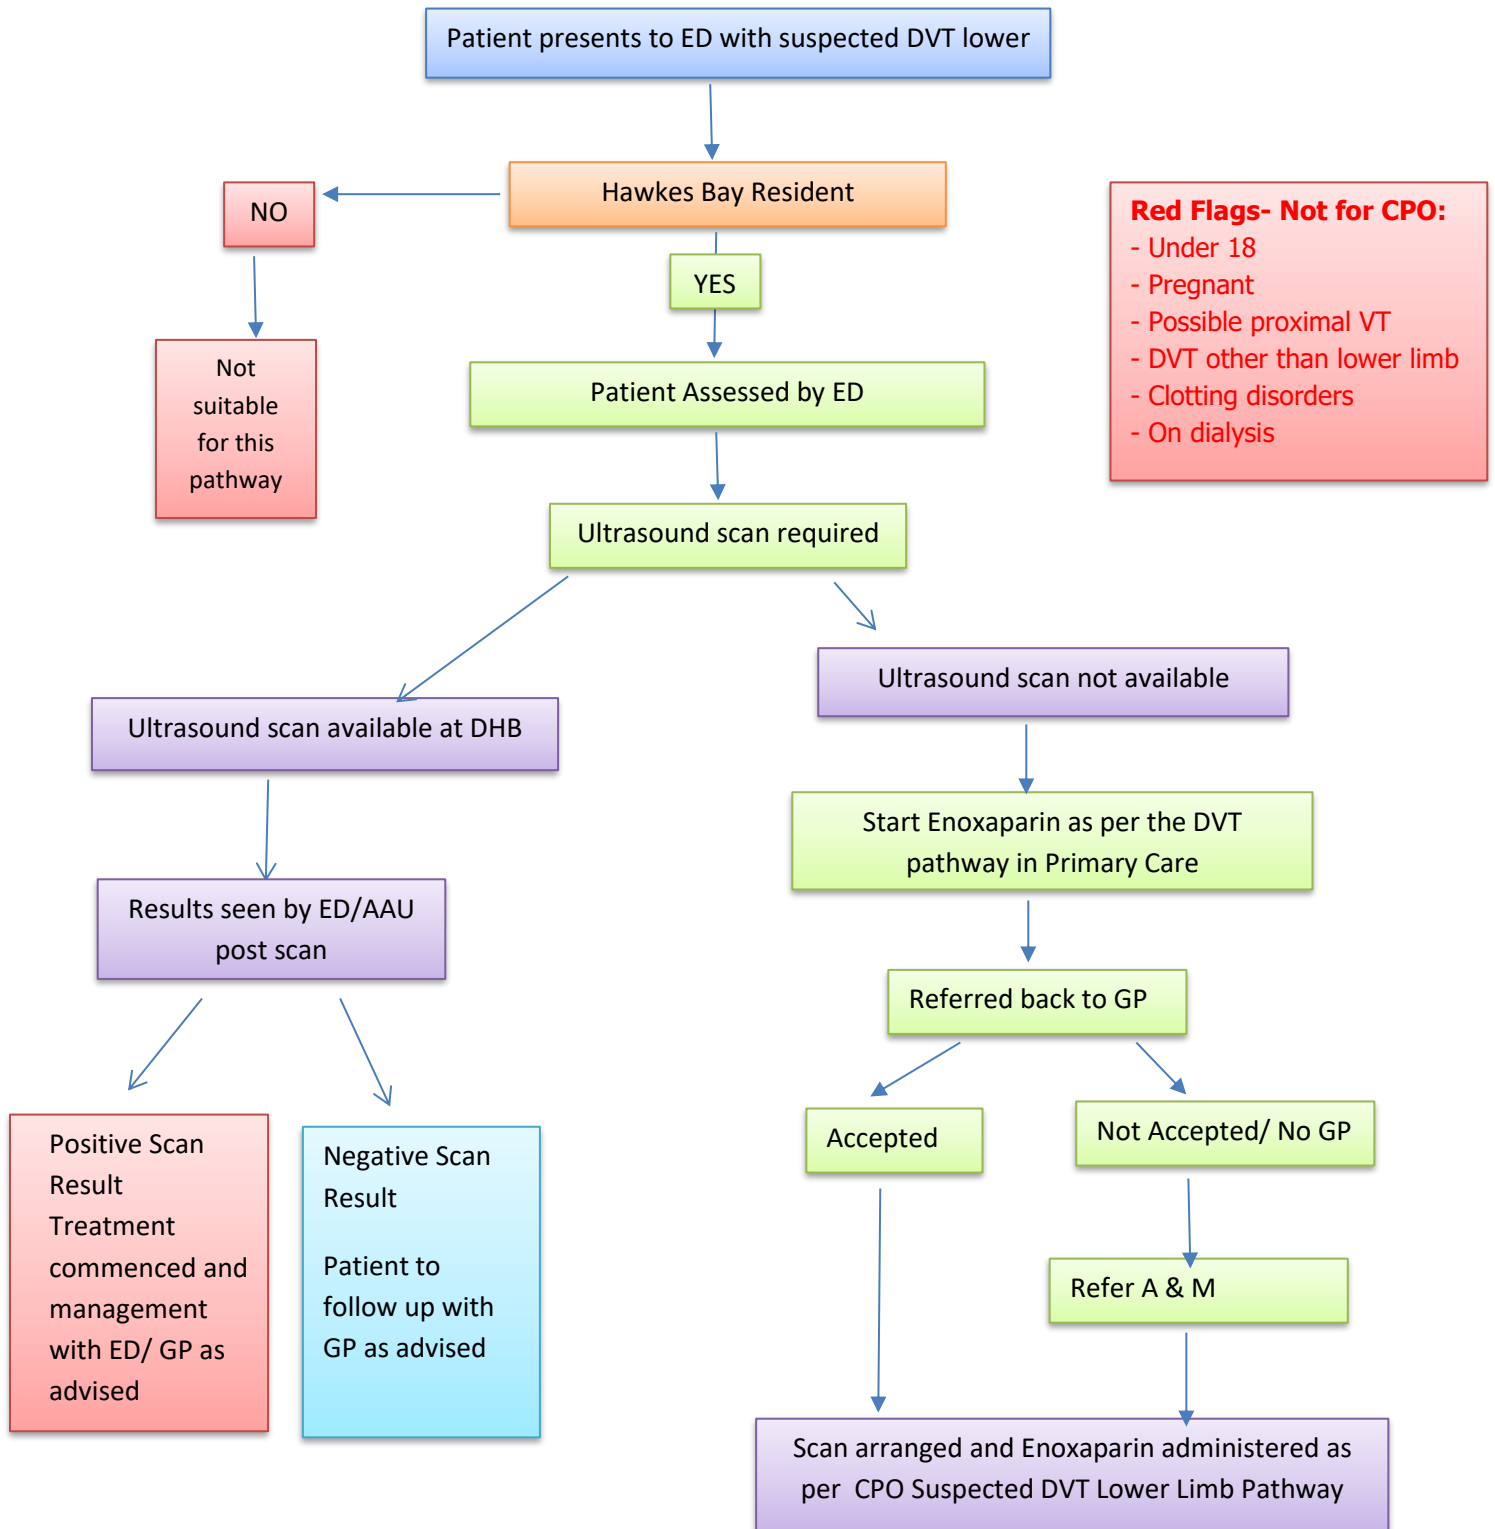 Patient presents to ED with suspected DVT lower
Hawkes Bay Resident
NO
YES
Not
suitable
for this
pathway
Red Flags- Not for CPO:
- Under 18
- Pregnant
- Possible proximal VT
- DVT other than lower limb
- Clotting disorders
- On dialysis
Patient Assessed by ED
Ultrasound scan required
Ultrasound scan available at DHB
Ultrasound scan not available
Results seen by ED/AAU
post scan
Start Enoxaparin as per the DVT
pathway in Primary Care
Referred back to GP
Positive Scan
Result
Treatment
commenced and
management
with ED/ GP as
advised
Negative Scan
Result
Patient to
follow up with
GP as advised
Accepted
Not Accepted/ No GP
Refer A & M
Scan arranged and Enoxaparin administered as
per  CPO Suspected DVT Lower Limb Pathway